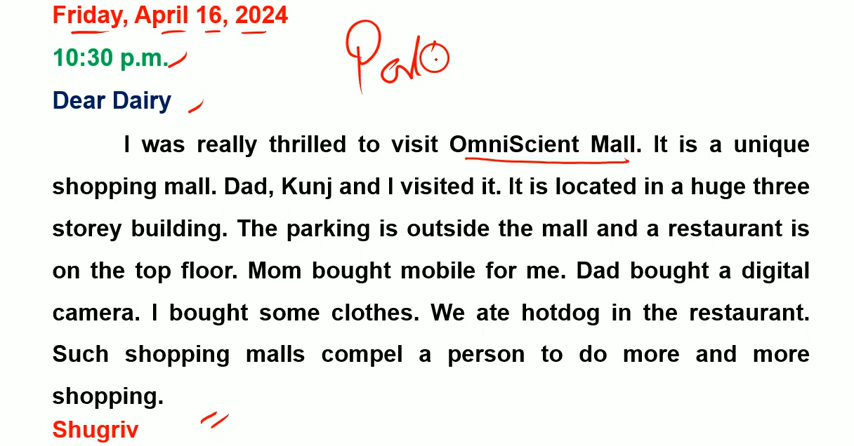 Friday, April 16, 2024
10:30 p.m.
Dear Dairy
I was really thrilled to visit OmniScient Mall. It is a unique
shopping mall. Dad, Kunj and I visited it. It is located in a huge three
storey building. The parking is outside the mall and a restaurant is
on the top floor. Mom bought mobile for me. Dad bought a digital
camera. I bought some clothes. We ate hotdog in the restaurant.
Such shopping malls compel a person to do more and more
shopping.
Shugriv